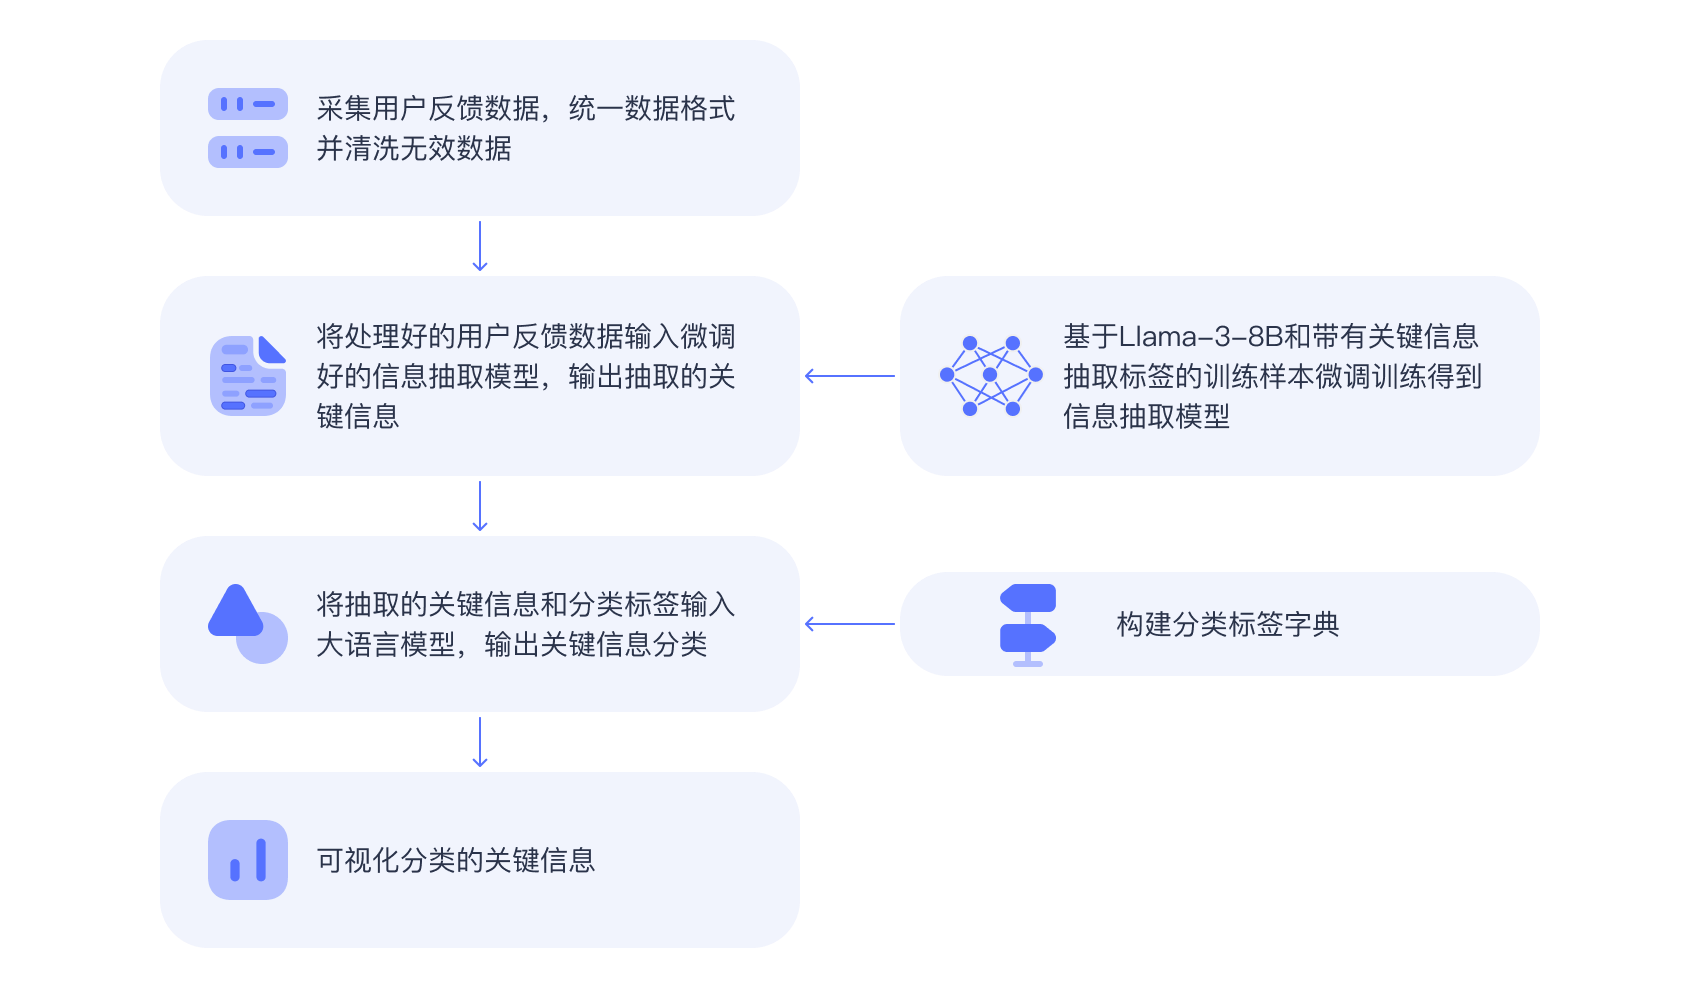 采集用户反馈数据，统一数据格式
并清洗无效数据
将处理好的用户反馈数据输入微调
好的信息抽取模型，输出抽取的关
键信息
基于Llama-3-8B和带有关键信息
抽取标签的训练样本微调训练得到
信息抽取模型
将抽取的关键信息和分类标签输入
大语言模型，输出关键信息分类
构建分类标签字典
可视化分类的关键信息